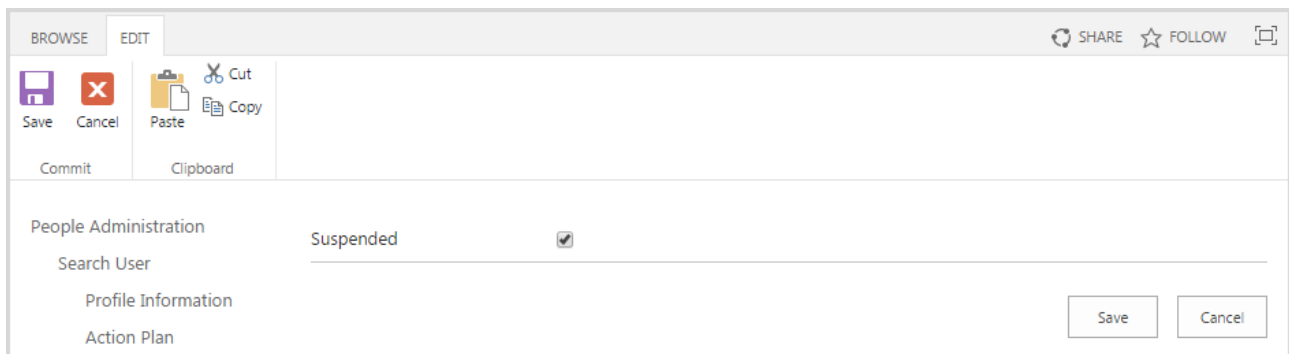 BROWSE EDIT SHARE FOLLOW
Cut
Copy
Save Cancel Paste
Commit Clipboard
People Administration
Search User
Profile Information
Action Plan
Suspended
Save Cancel